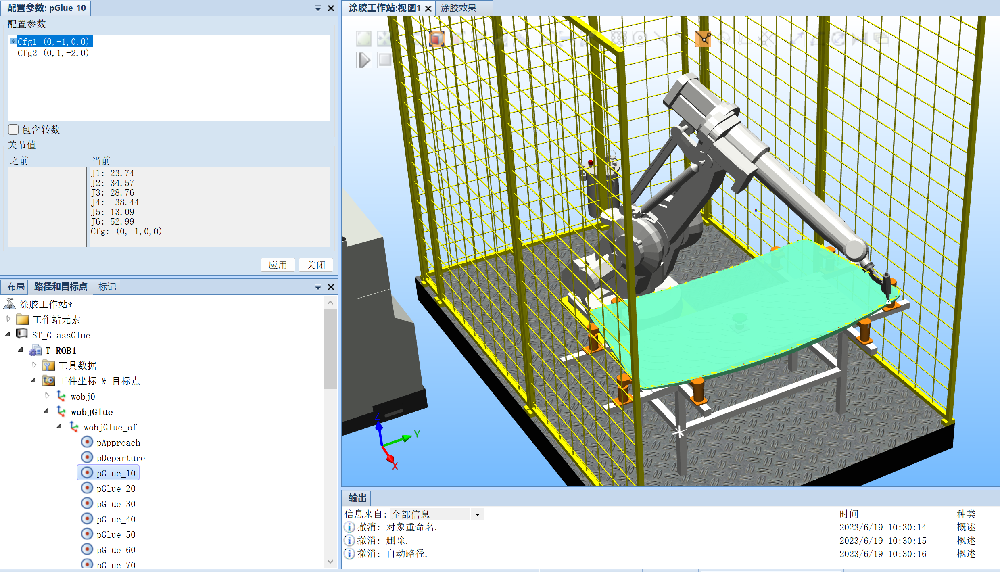 配置参数: pGlue_10
配置参数
Cfg1 (0,-1,0,0)
Cfg2 (0,1,-2,0)
包含转数
关节值
之前
当前
J1: 23.74
J2: 34.57
J3: 28.76
J4: -38.44
J5: 13.09
J6: 52.99
Cfg: (0,-1,0,0)
应用
关闭
布局
路径和目标点
标记
涂胶工作站*
工作站元素
ST_GlassGlue
T_ROB1
工具数据
工件坐标 & 目标点
wobj0
wobjGlue
wobjGlue_of
pApproach
pDeparture
pGlue_10
pGlue_20
pGlue_30
pGlue_40
pGlue_50
pGlue_60
pGlue_70
涂胶工作站:视图1
涂胶效果
Z
Y
X
输出
信息来自: 全部信息
时间
种类
撤消: 对象重命名.
2023/6/19 10:30:14
概述
撤消: 删除.
2023/6/19 10:30:15
概述
撤消: 自动路径.
2023/6/19 10:30:16
概述